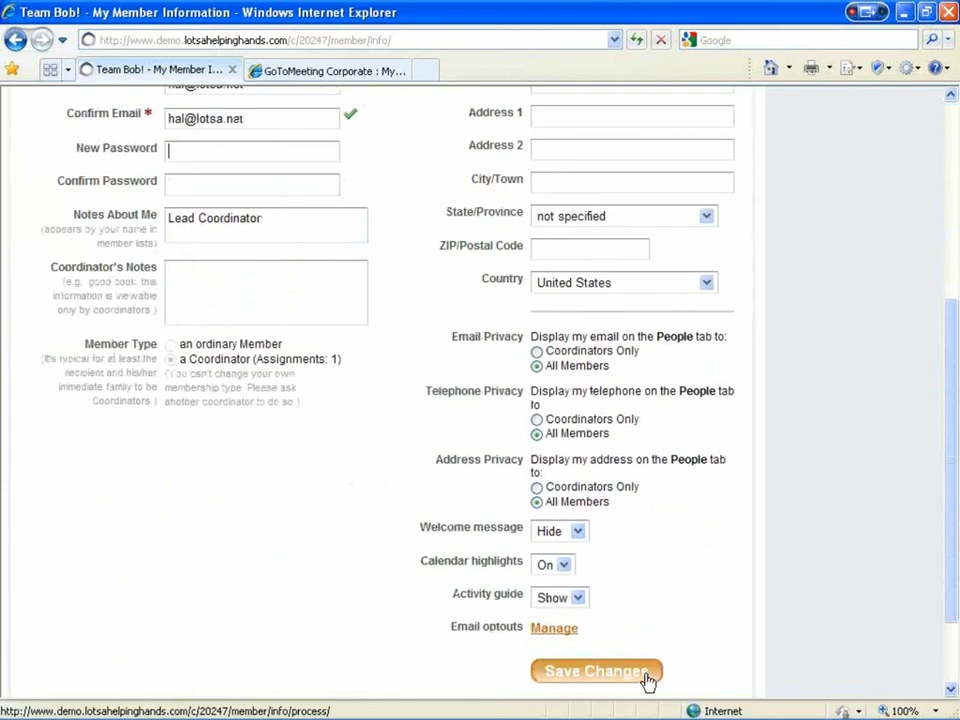 Team Bob! - My Member Information - Windows Internet Explorer
http://www.demo.lotsahelpinghands.com/c/20247/member/info/
Google
Team Bob! - My Member I...
GoToMeeting Corporate : My...
hal@lotsa.net
Confirm Email *
hal@lotsa.net
New Password
Confirm Password
Notes About Me
(appears by your name in
member lists)
Lead Coordinator
Coordinator's Notes
(e.g. good cook, this
information is viewable
only by coordinators.)
Member Type
(It's typical for at least the
recipient and his/her
immediate family to be
Coordinators.)
an ordinary Member
a Coordinator (Assignments: 1)
(You can't change your own
membership type. Please ask
another coordinator to do so.)
Address 1
Address 2
City/Town
State/Province
not specified
ZIP/Postal Code
Country
United States
Email Privacy
Display my email on the People tab to:
Coordinators Only
All Members
Telephone Privacy
Display my telephone on the People tab
to
Coordinators Only
All Members
Address Privacy
Display my address on the People tab
to:
Coordinators Only
All Members
Welcome message
Hide
Calendar highlights
On
Activity guide
Show
Email optouts
Manage
Save Changes
http://www.demo.lotsahelpinghands.com/c/20247/member/info/process/
Internet
100%